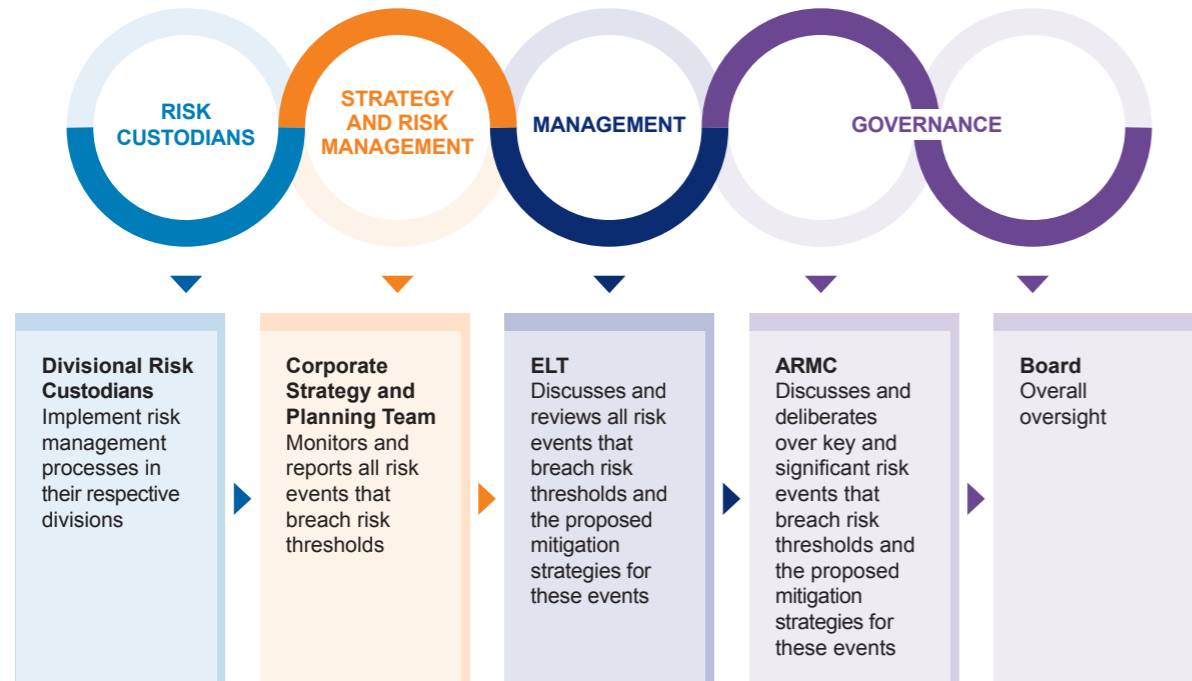 RISK
CUSTODIANS
STRATEGY
AND RISK
MANAGEMENT
MANAGEMENT
GOVERNANCE
Divisional Risk
Custodians
Implement risk
management
processes in
their respective
divisions
Corporate
Strategy and
Planning Team
Monitors and
reports all risk
events that
breach risk
thresholds
ELT
Discusses and
reviews all risk
events that
breach risk
thresholds and
the proposed
mitigation
strategies for
these events
ARMC
Discusses and
deliberates
over key and
significant risk
events that
breach risk
thresholds and
the proposed
mitigation
strategies for
these events
Board
Overall
oversight